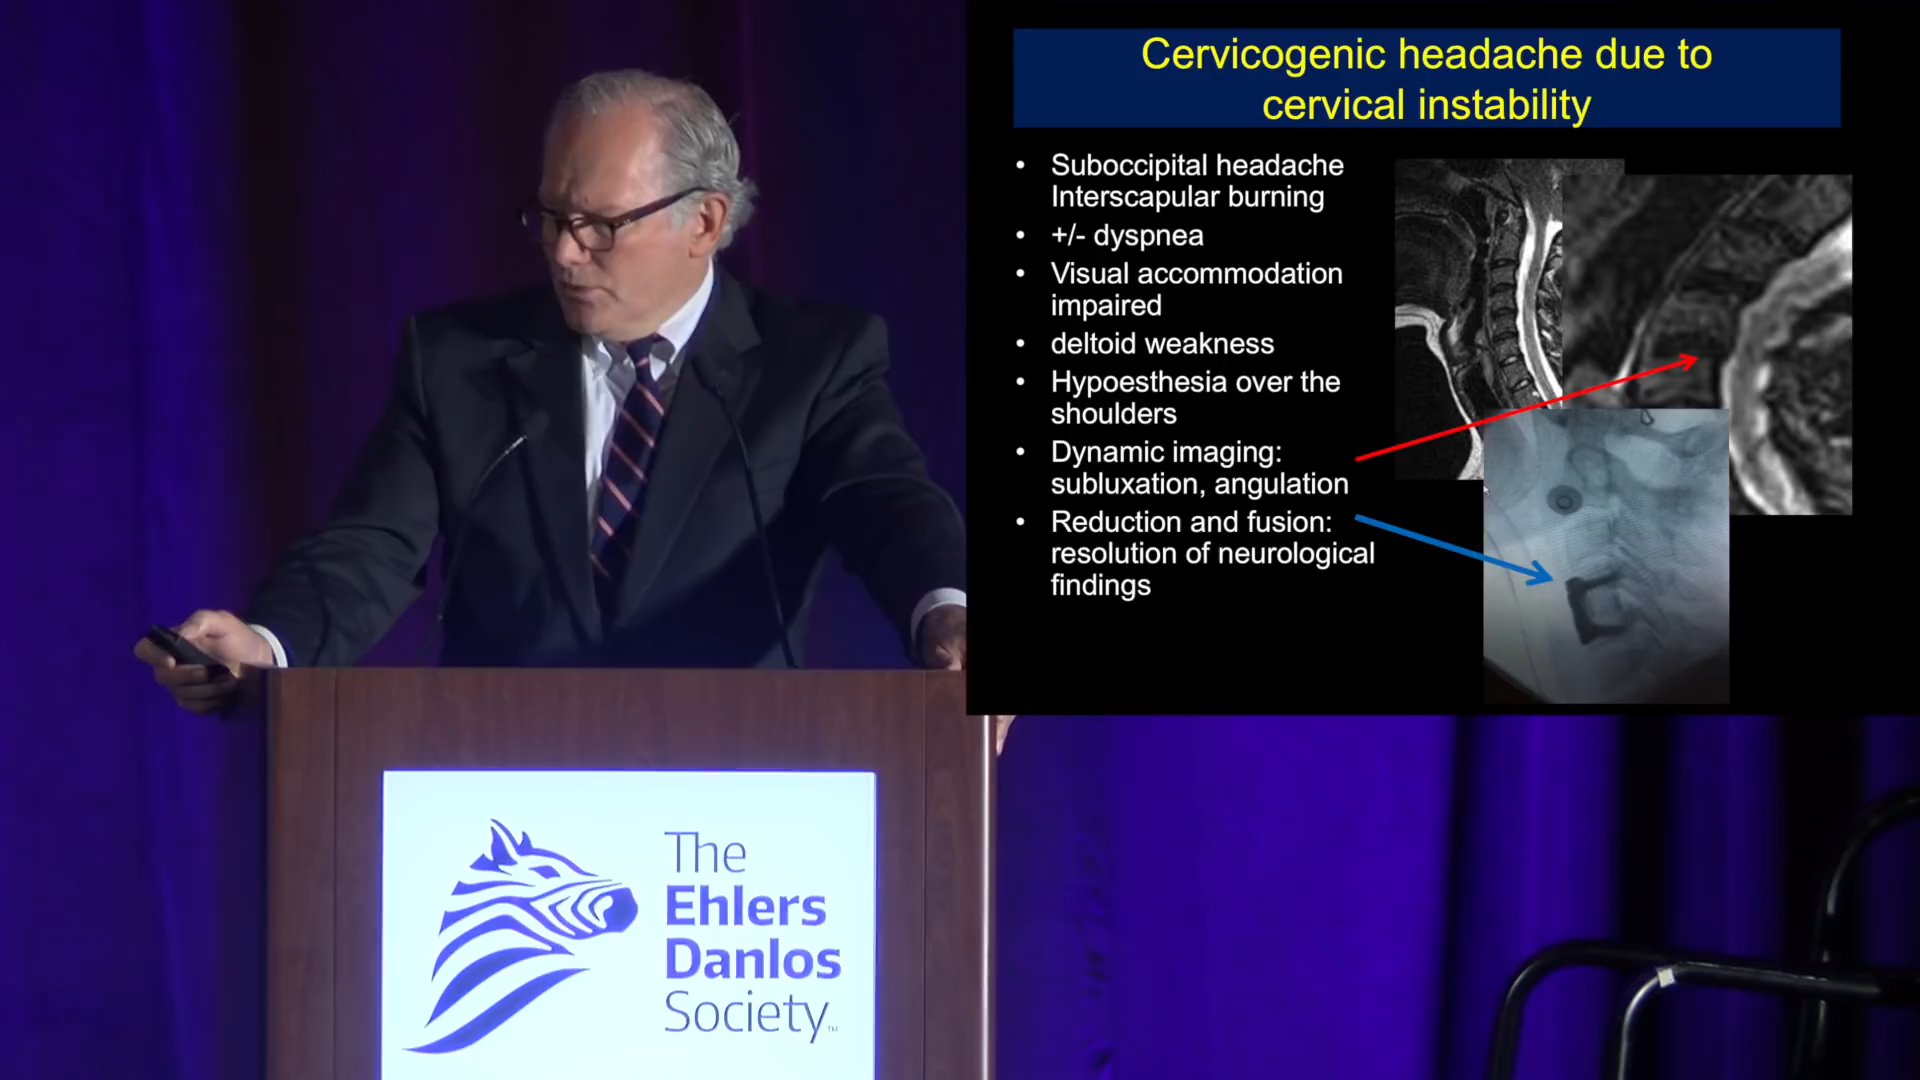 Cervicogenic headache due to
cervical instability
• Suboccipital headache
Interscapular burning
• +/- dyspnea
• Visual accommodation
impaired
• deltoid weakness
• Hypoesthesia over the
shoulders
• Dynamic imaging:
subluxation, angulation
• Reduction and fusion:
resolution of neurological
findings
The
Ehlers
Danlos
Society™